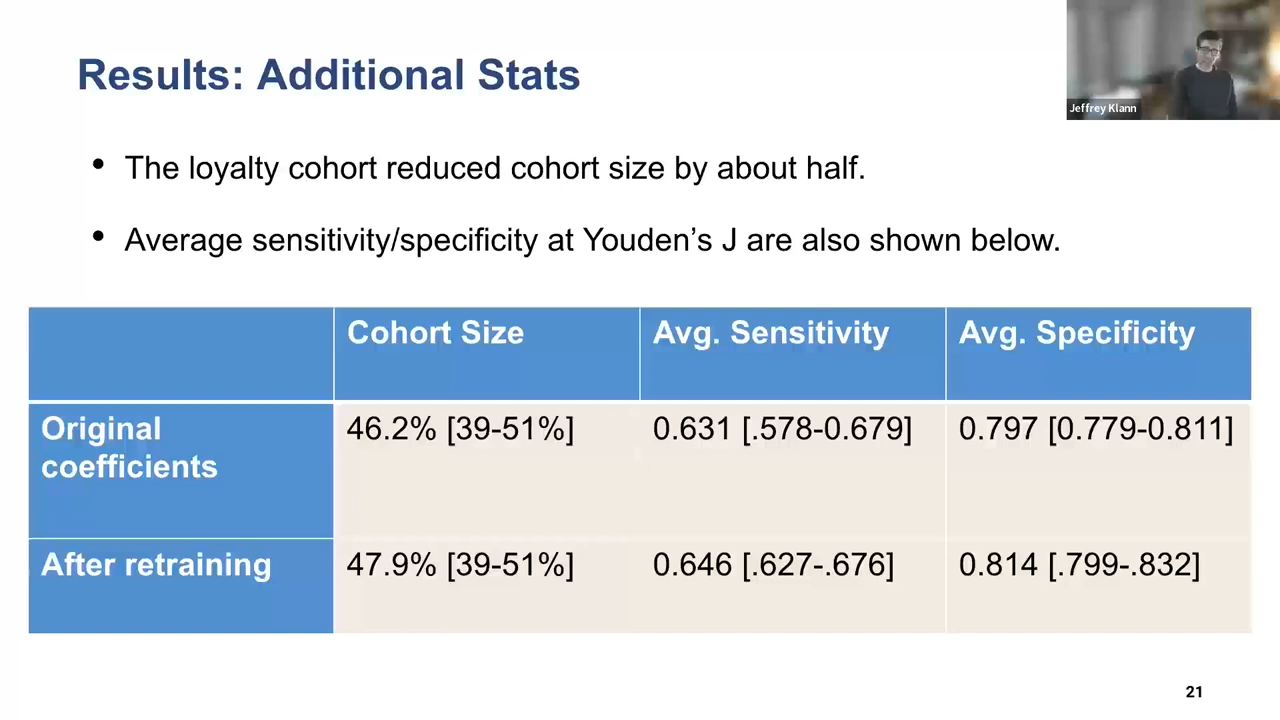 Results: Additional Stats
Jeffrey Klann
• The loyalty cohort reduced cohort size by about half.
• Average sensitivity/specificity at Youden’s J are also shown below.
Cohort Size Avg. Sensitivity Avg. Specificity
Original coefficients 46.2% [39-51%] 0.631 [.578-0.679] 0.797 [0.779-0.811]
After retraining 47.9% [39-51%] 0.646 [.627-.676] 0.814 [.799-.832]
21